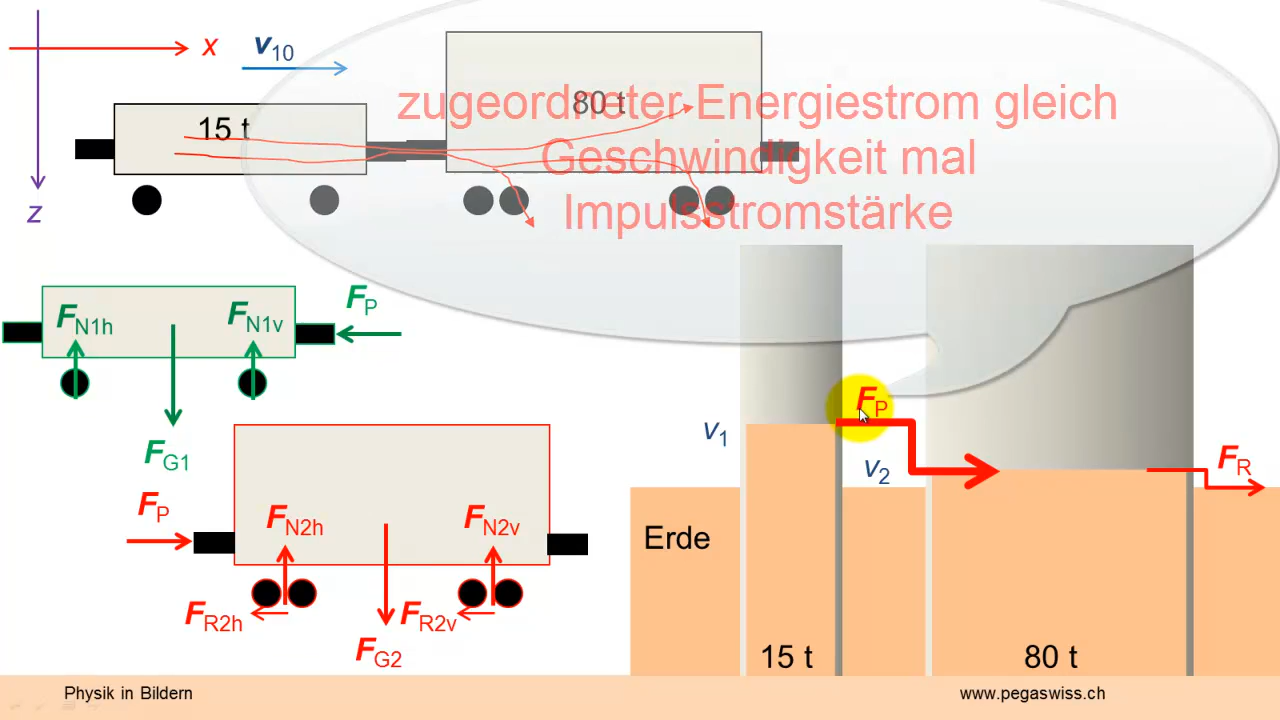 x
v10
z
15 t
80 t
zugeordneter Energiestrom gleich
Geschwindigkeit mal
Impulsstromstärke
FN1h
FN1v
FP
FG1
FP
FN2h
FN2v
FR2h
FR2v
FG2
v1
FP
v2
FR
Erde
15 t
80 t
Physik in Bildern
www.pegaswiss.ch